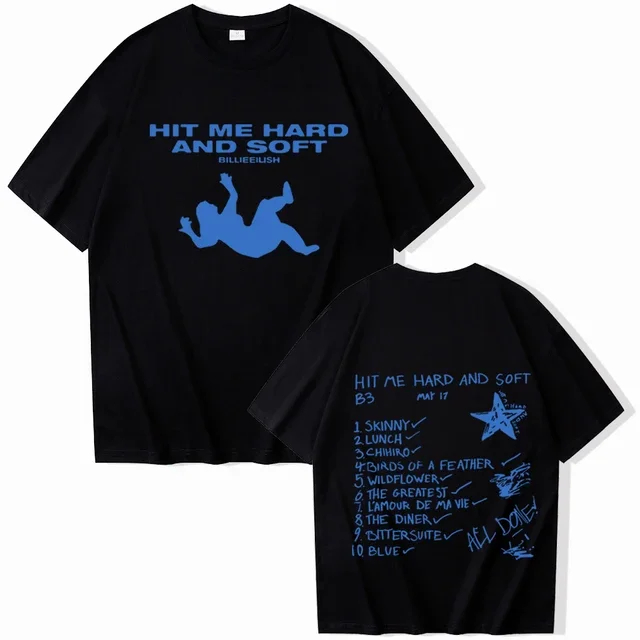 HIT ME HARD
AND SOFT
BILLIEEILISH
HIT ME HARD AND SOFT
B3 MAY 17
1. SKINNY ✓
2. LUNCH ✓
3. CHIHIRO ✓
4. BIRDS OF A FEATHER ✓
5. WILDFLOWER ✓
6. THE GREATEST ✓
7. L'AMOUR DE MA VIE ✓
8. THE DINER ✓
9. BITTERSUITE ✓
10 BLUE ✓
ALL DONE!